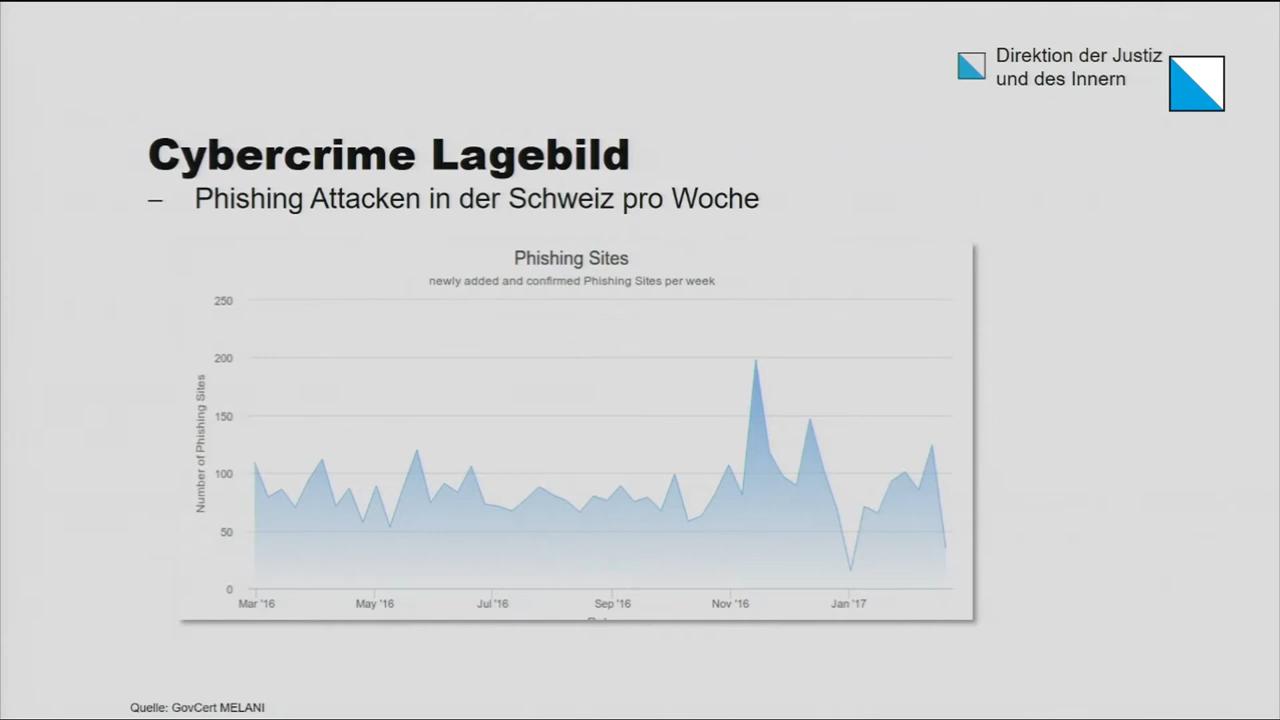 Direktion der Justiz
und des Innern
Cybercrime Lagebild
– Phishing Attacken in der Schweiz pro Woche
Phishing Sites
newly added and confirmed Phishing Sites per week
Number of Phishing Sites
250
200
150
100
50
0
Mar '16 May '16 Jul '16 Sep '16 Nov '16 Jan '17
Quelle: GovCert MELANI